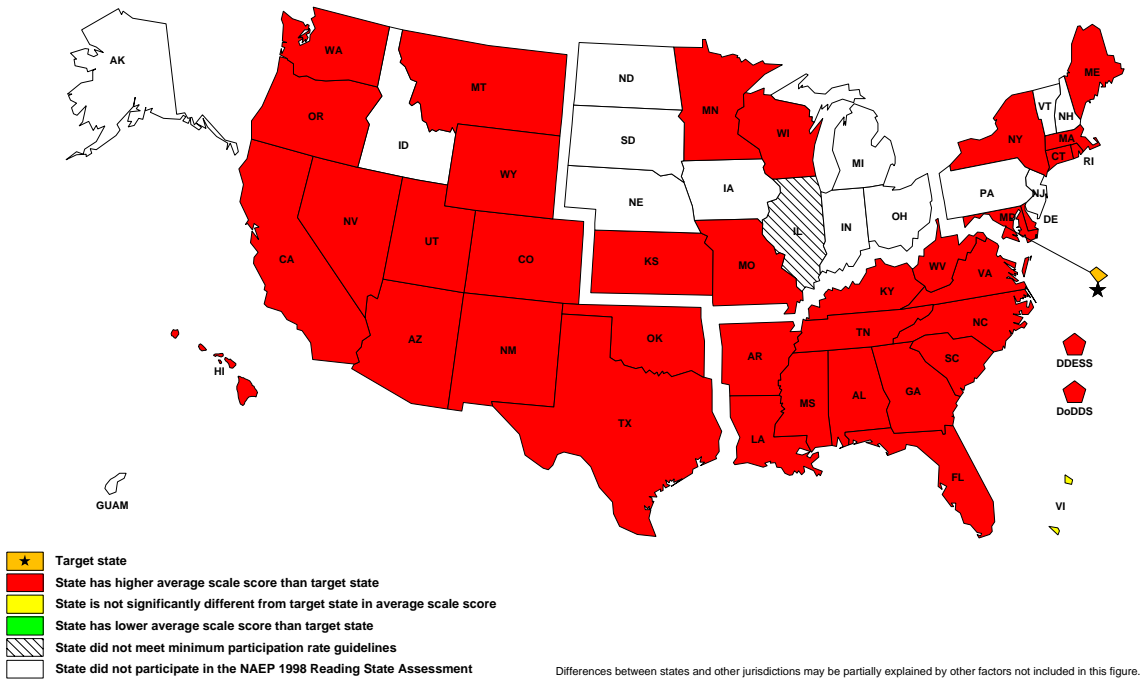 AK
WA
MT
ND
MN
ME
VT
NH
OR
ID
SD
WI
NY
MA
CT
RI
WY
MI
NV
UT
NE
IA
PA
NJ
CA
CO
KS
MO
IL
IN
OH
MD
DE
WV
VA
KY
AZ
NM
OK
AR
TN
NC
SC
HI
TX
LA
MS
AL
GA
FL
DDESS
DoDDS
GUAM
VI
Target state
State has higher average scale score than target state
State is not significantly different from target state in average scale score
State has lower average scale score than target state
State did not meet minimum participation rate guidelines
State did not participate in the NAEP 1998 Reading State Assessment
Differences between states and other jurisdictions may be partially explained by other factors not included in this figure.